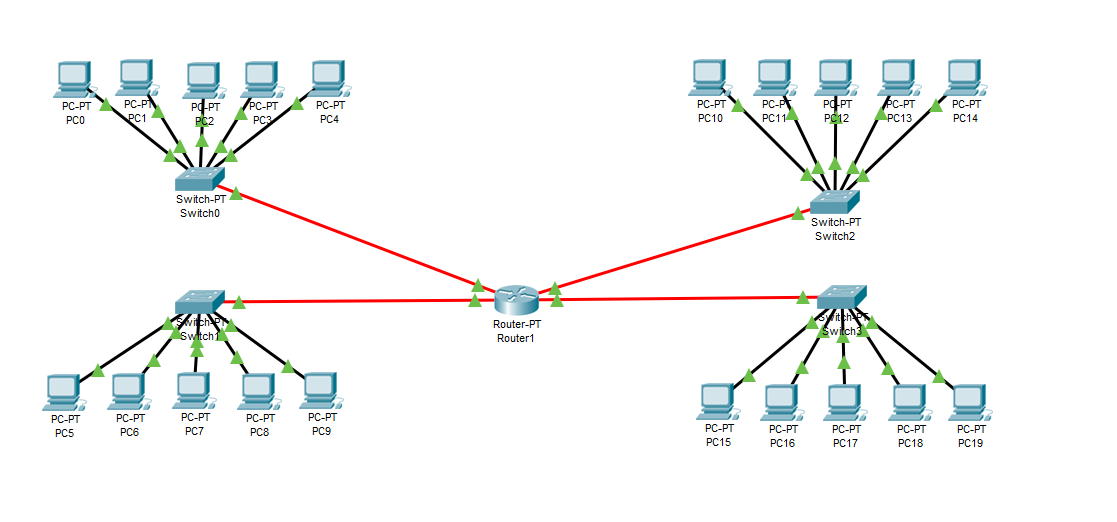 PC-PT
PC0
PC-PT
PC1
PC-PT
PC2
PC-PT
PC3
PC-PT
PC4
PC-PT
PC10
PC-PT
PC11
PC-PT
PC12
PC-PT
PC13
PC-PT
PC14
Switch-PT
Switch0
Switch-PT
Switch2
Switch-PT
Switch1
Router-PT
Router1
Switch-PT
Switch3
PC-PT
PC5
PC-PT
PC6
PC-PT
PC7
PC-PT
PC8
PC-PT
PC9
PC-PT
PC15
PC-PT
PC16
PC-PT
PC17
PC-PT
PC18
PC-PT
PC19